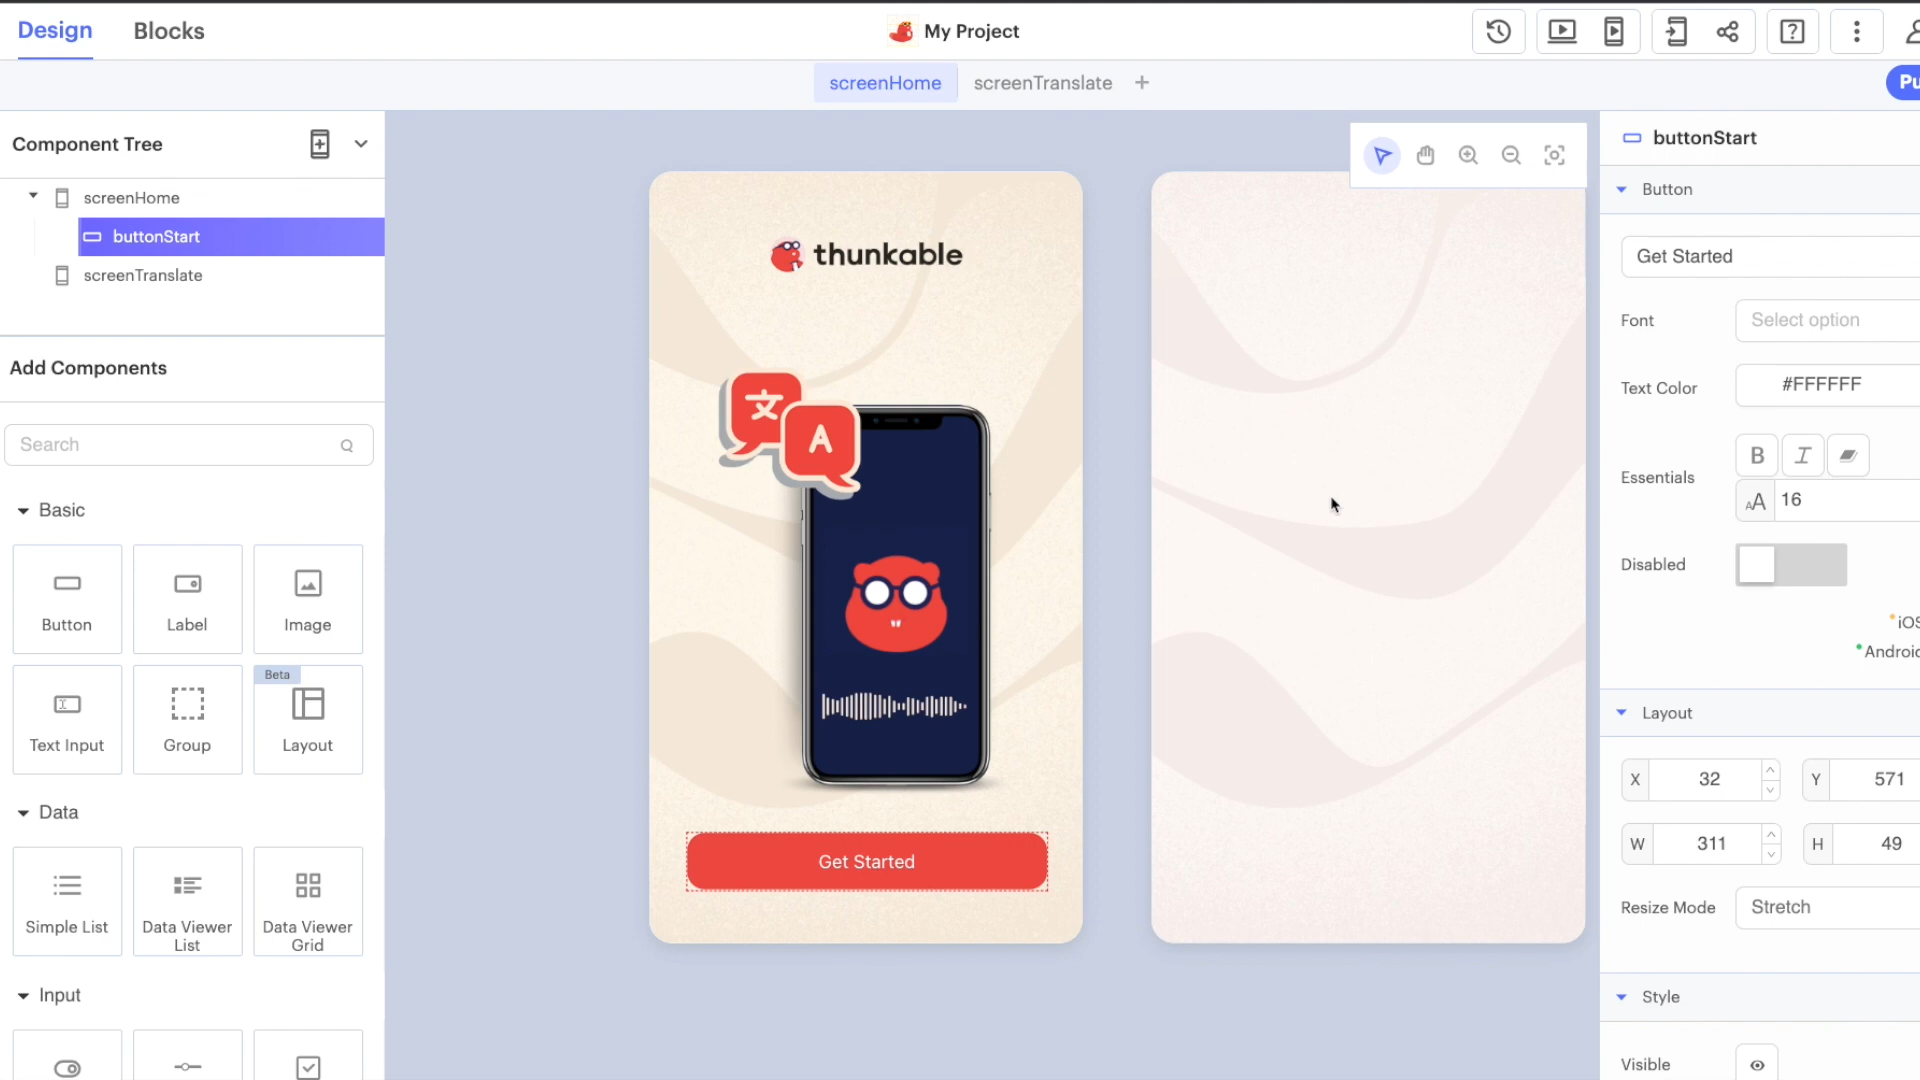 Design
Blocks
My Project
screenHome
screenTranslate
Component Tree
screenHome
buttonStart
screenTranslate
Add Components
Search
Basic
Button
Label
Image
Text Input
Group
Beta
Layout
Data
Simple List
Data Viewer
List
Data Viewer
Grid
Input
thunkable
文
A
Get Started
buttonStart
Button
Get Started
Font
Select option
Text Color
#FFFFFF
Essentials
B
I
AA
16
Disabled
Layout
X
32
Y
571
W
311
H
49
Resize Mode
Stretch
Style
Visible